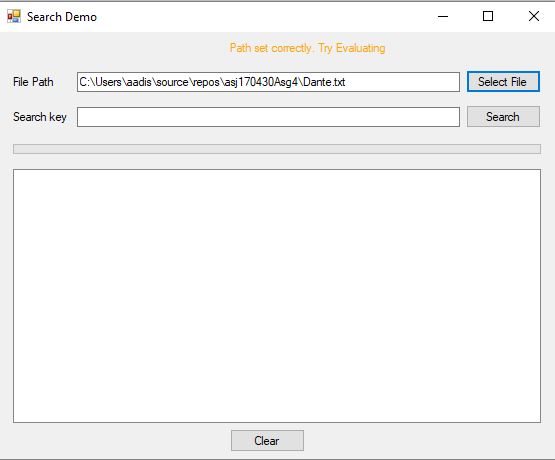 Search Demo
Path set correctly. Try Evaluating
File Path C:\Users\aadis\source\repos\asj170430Asg4\Dante.txt Select File
Search key Search
Clear